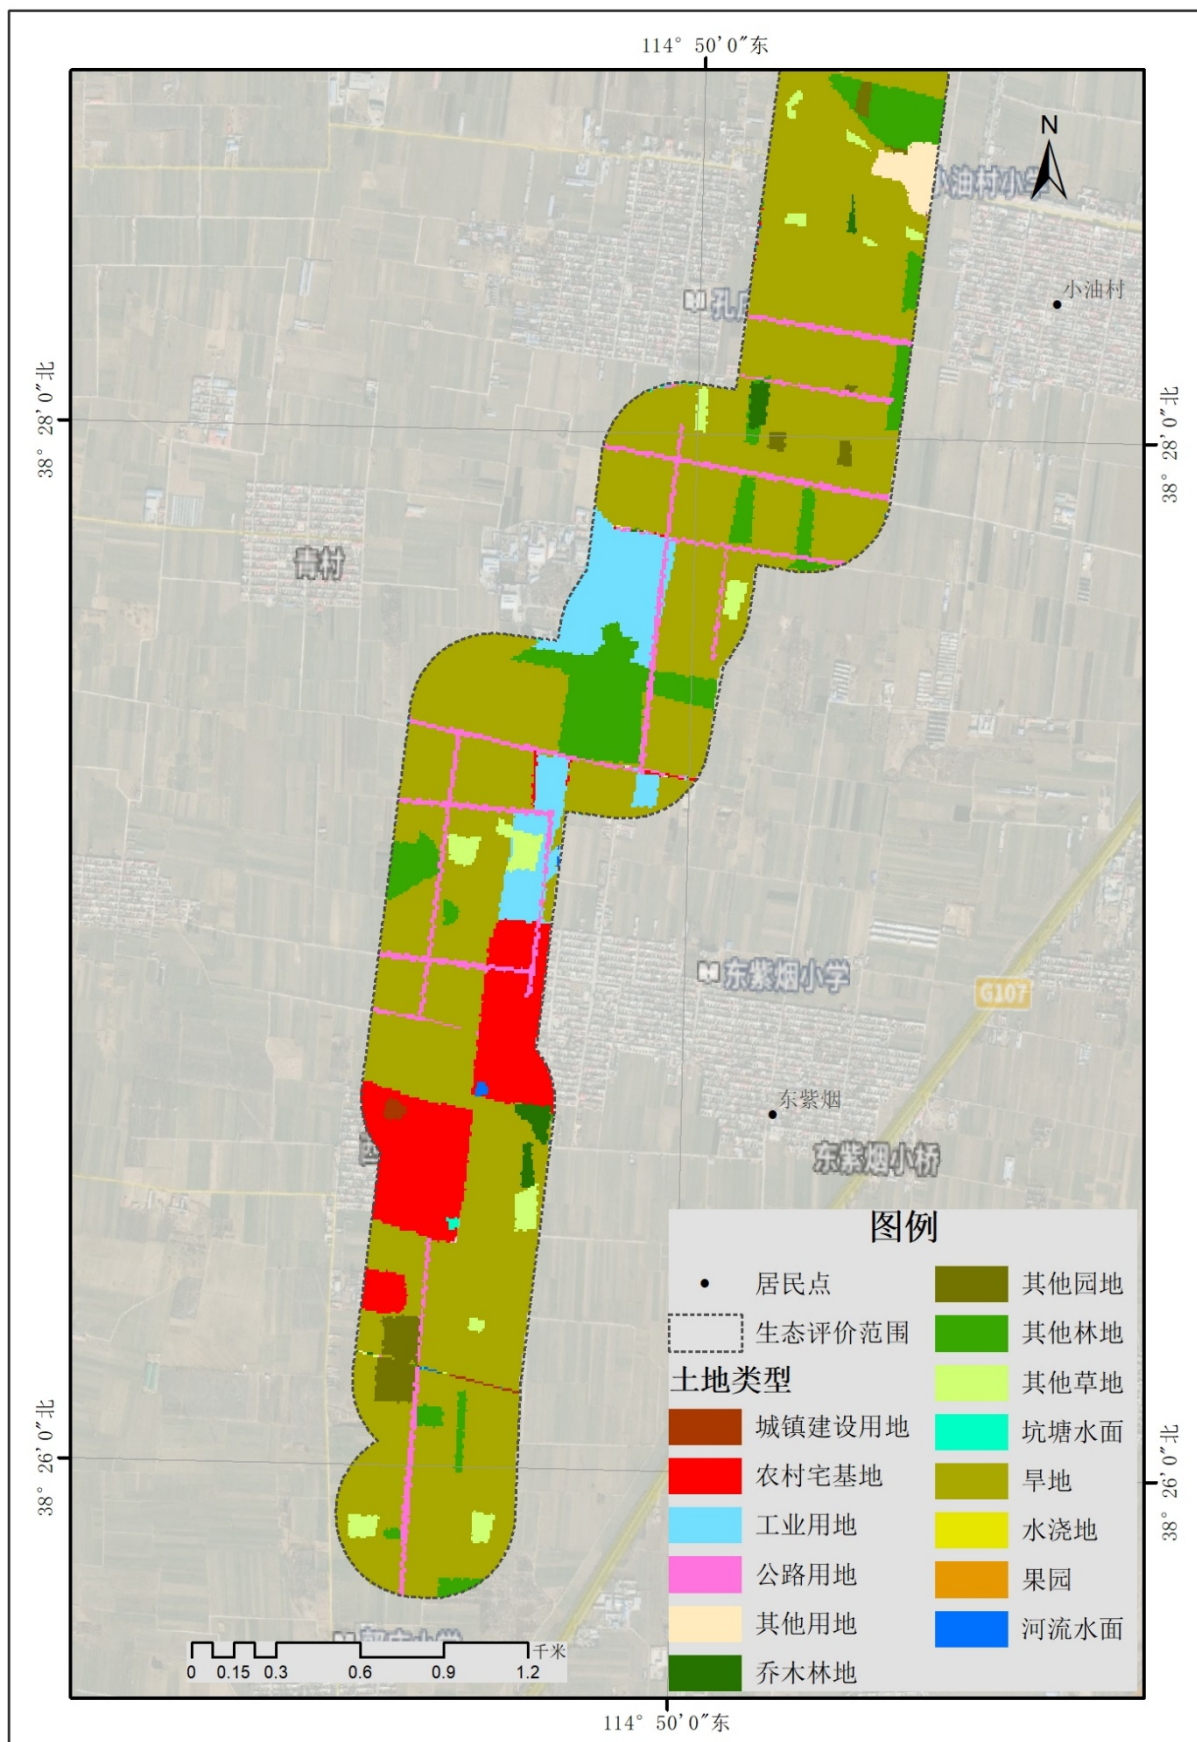 114° 50′0″东
N
小油村小学
小油村
38° 28′0″北
38° 28′0″北
青村
东紫烟小学
G107
东紫烟
东紫烟小桥
38° 26′0″北
38° 26′0″北
图例
居民点
生态评价范围
土地类型
城镇建设用地
农村宅基地
工业用地
公路用地
其他用地
乔木林地
其他园地
其他林地
其他草地
坑塘水面
旱地
水浇地
果园
河流水面
千米
0 0.15 0.3 0.6 0.9 1.2
114° 50′0″东